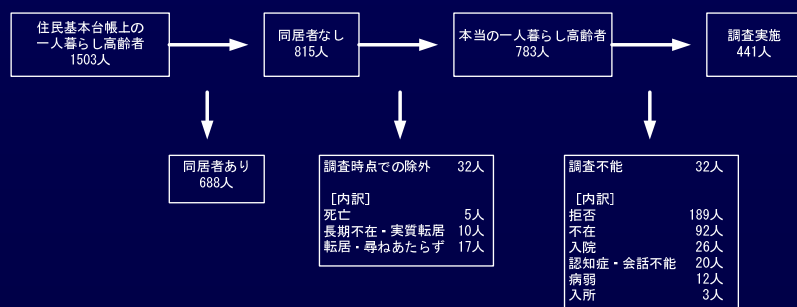 住民基本台帳上の
一人暮らし高齢者
1503人
同居者なし
815人
本当の一人暮らし高齢者
783人
調査実施
441人
同居者あり
688人
調査時点での除外 32人
[内訳]
死亡 5人
長期不在・実質転居 10人
転居・尋ねあたらず 17人
調査不能 32人
[内訳]
拒否 189人
不在 92人
入院 26人
認知症・会話不能 20人
病弱 12人
入所 3人